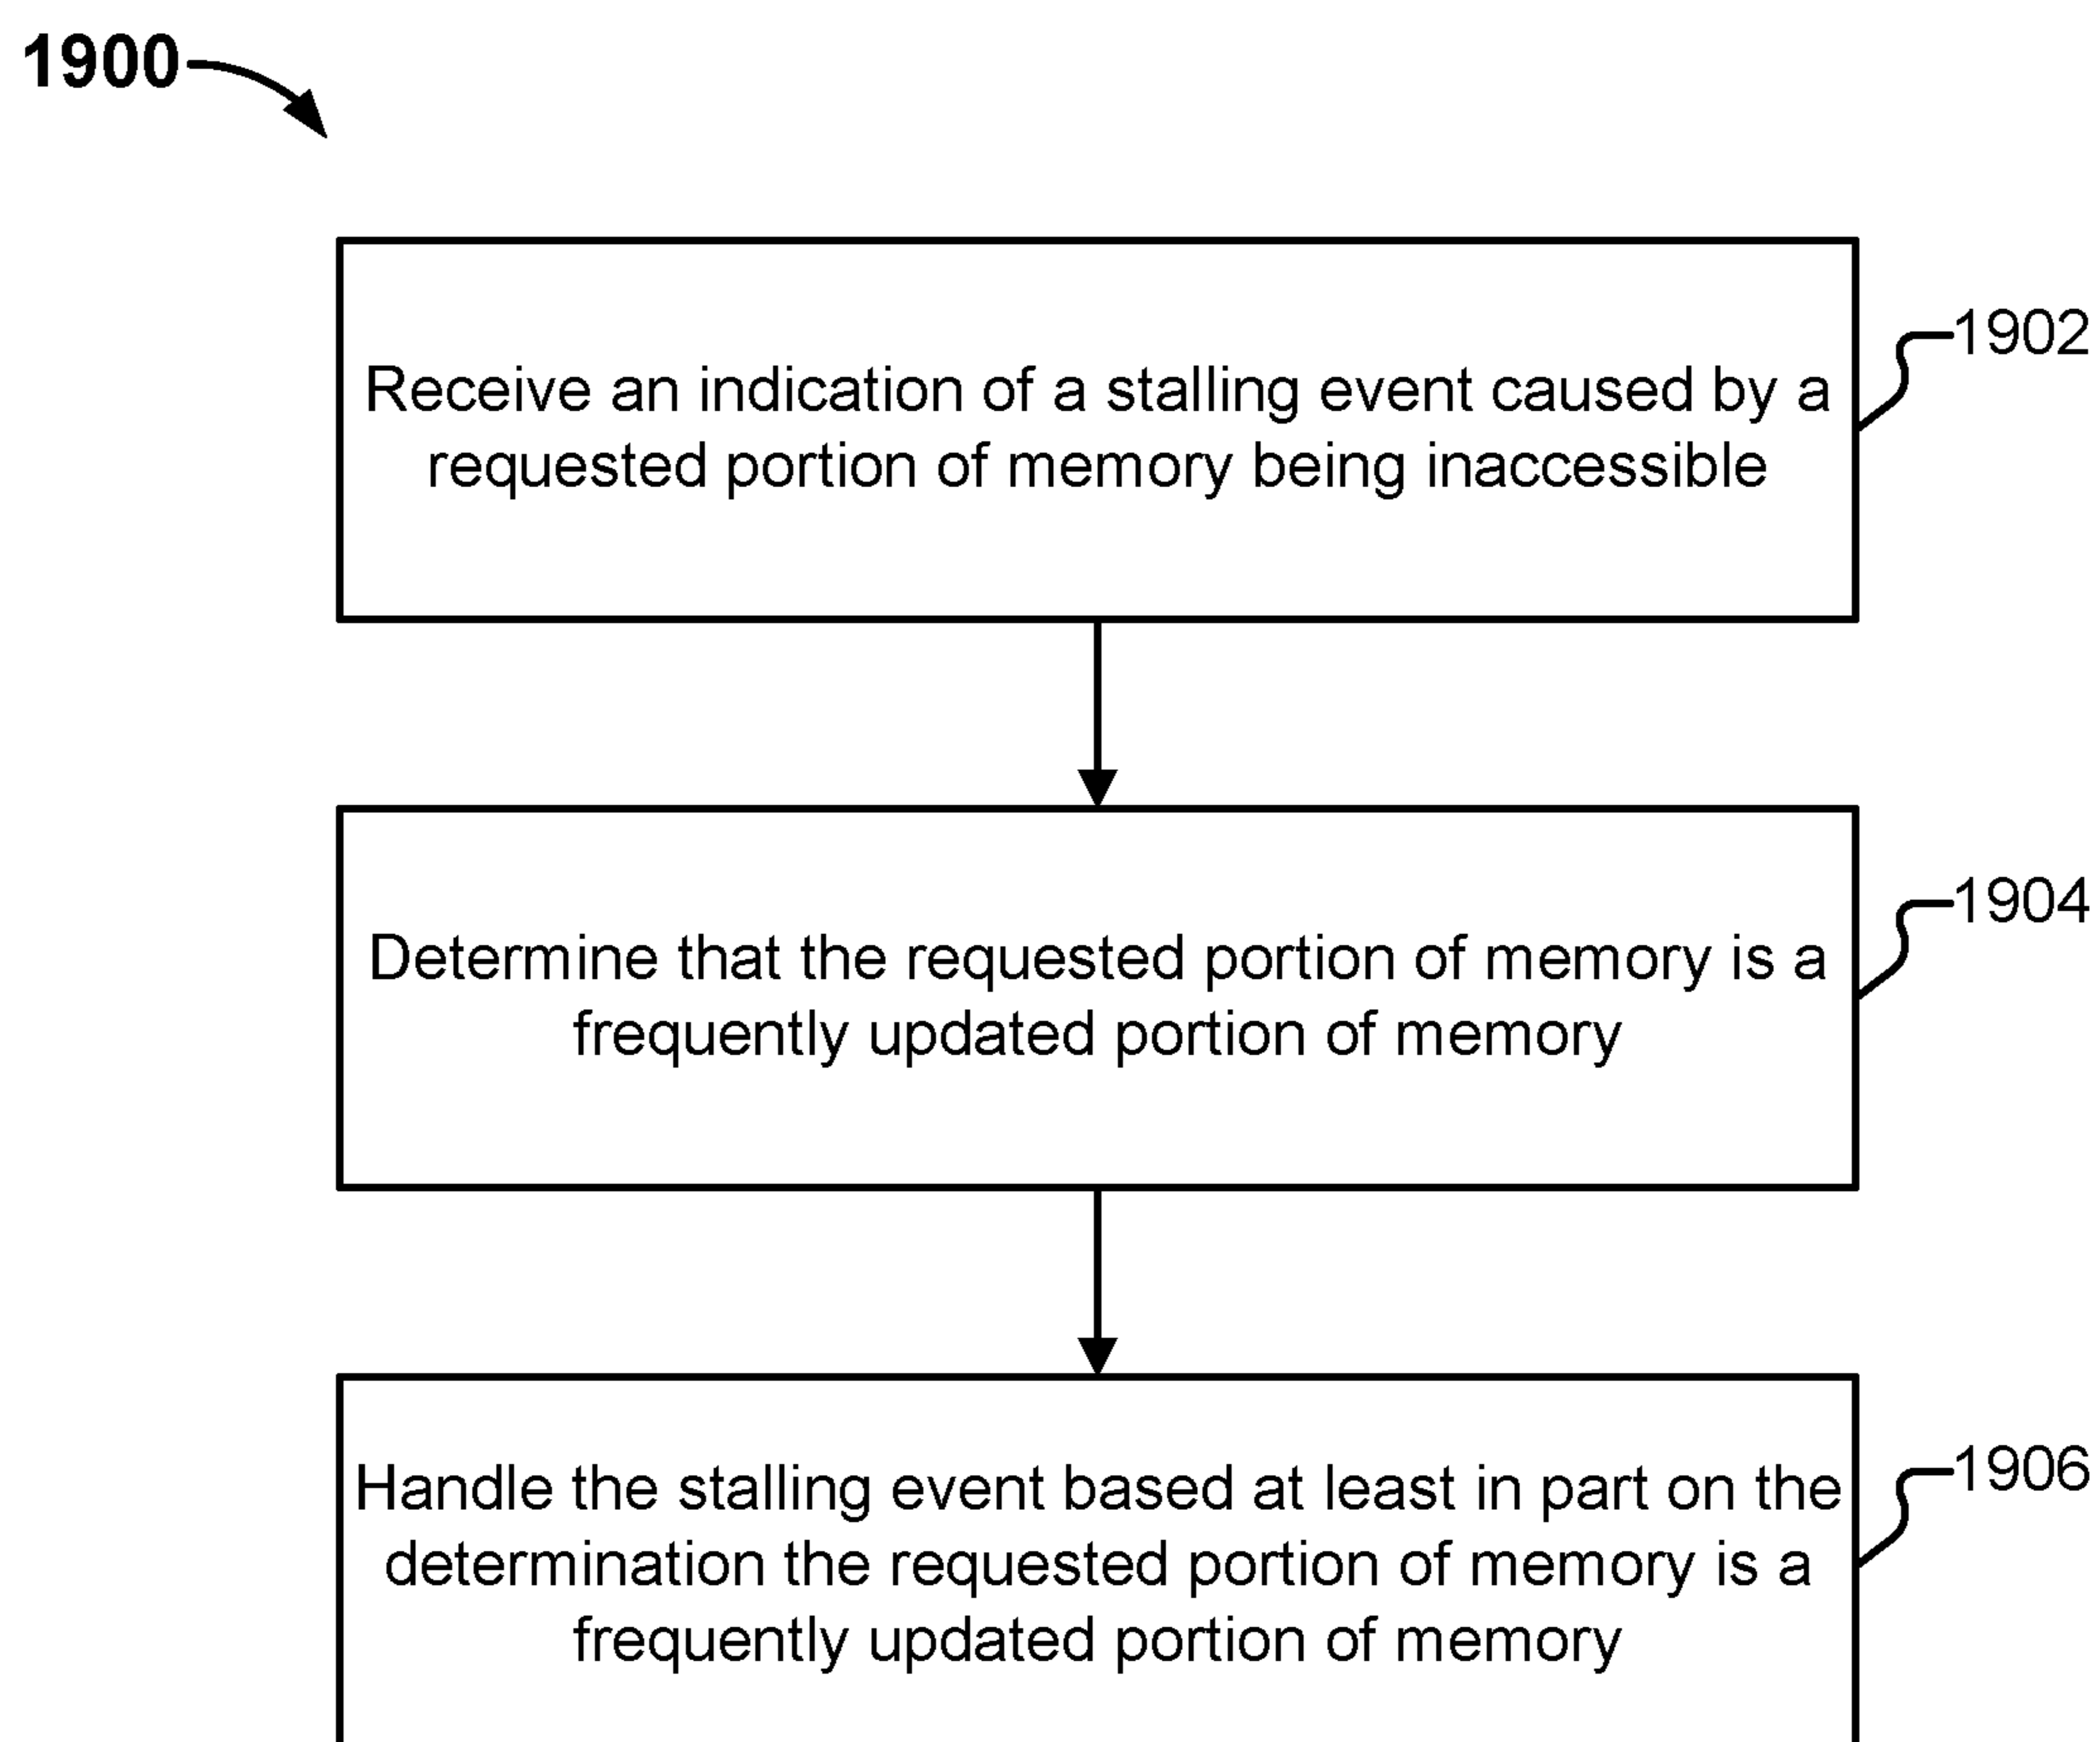 1900
Receive an indication of a stalling event caused by a
requested portion of memory being inaccessible
1902
Determine that the requested portion of memory is a
frequently updated portion of memory
1904
Handle the stalling event based at least in part on the
determination the requested portion of memory is a
frequently updated portion of memory
1906